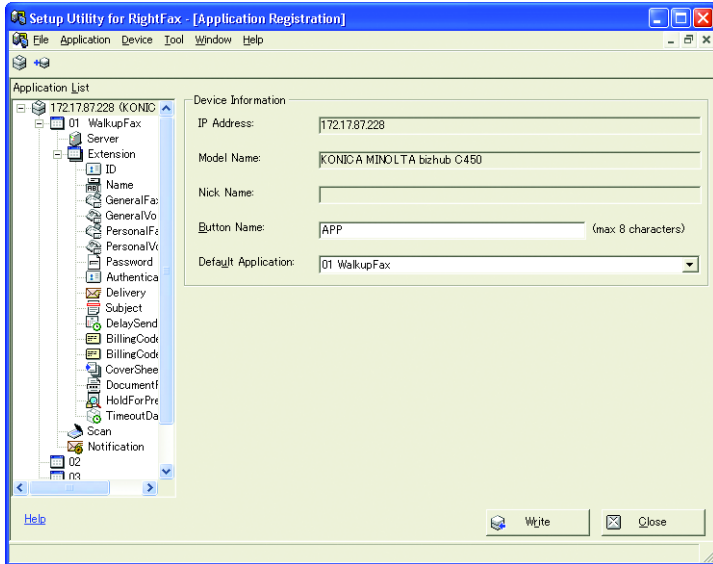 Setup Utility for RightFax - [Application Registration]
File Application Device Tool Window Help
Application List
172.17.87.228 (KONIC
01 WalkupFax
Server
Extension
ID
Name
GeneralFa
GeneralVo
PersonalFa
PersonalVo
Password
Authentica
Delivery
Subject
DelaySend
BillingCode
BillingCode
CoverShee
DocumentF
HoldForPre
TimeoutDa
Scan
Notification
02
03
Device Information
IP Address: 172.17.87.228
Model Name: KONICA MINOLTA bizhub C450
Nick Name:
Button Name: APP (max 8 characters)
Default Application: 01 WalkupFax
Help
Write Close